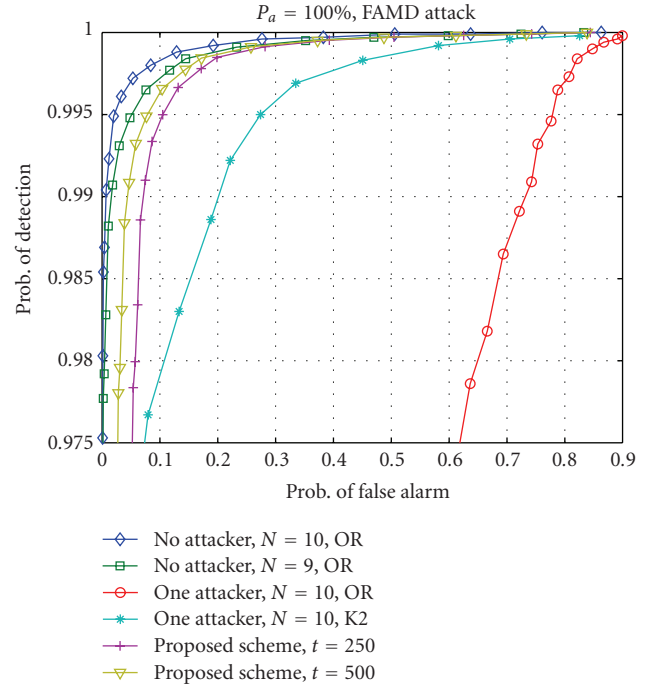 P_a = 100%, FAMD attack
1
0.995
0.99
0.985
0.98
0.975
Prob. of detection
0 0.1 0.2 0.3 0.4 0.5 0.6 0.7 0.8 0.9
Prob. of false alarm
No attacker, N = 10, OR
No attacker, N = 9, OR
One attacker, N = 10, OR
One attacker, N = 10, K2
Proposed scheme, t = 250
Proposed scheme, t = 500